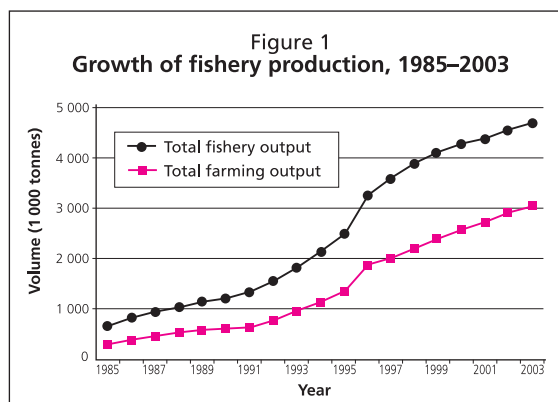 Figure 1
Growth of fishery production, 1985–2003
Volume (1 000 tonnes)
5 000
4 000
3 000
2 000
1 000
0
Total fishery output
Total farming output
1985 1987 1989 1991 1993 1995 1997 1999 2001 2003
Year